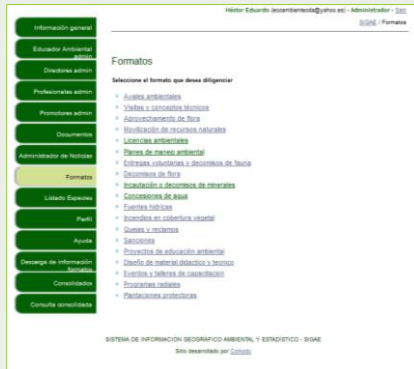 Héctor Eduardo (ecoambientecda@yahoo.es) - Administrador - Salir
SIGAE / Formatos
Información general
Educador Ambiental admin
Directores admin
Profesionales admin
Promotores admin
Documentos
Administrador de Noticias
Formatos
Listado Especies
Perfil
Ayuda
Descarga de información formatos
Consolidados
Consulta consolidada
Formatos
Seleccione el formato que desea diligenciar
Avales ambientales
Visitas y conceptos técnicos
Aprovechamiento de flora
Movilización de recursos naturales
Licencias ambientales
Planes de manejo ambiental
Entregas voluntarias y decomisos de fauna
Decomisos de flora
Incautación o decomisos de minerales
Concesiones de agua
Fuentes hídricas
Incendios en cobertura vegetal
Quejas y reclamos
Sanciones
Proyectos de educación ambiental
Diseño de material didactico y tecnico
Eventos y talleres de capacitacion
Programas radiales
Plantaciones protectoras
SISTEMA DE INFORMACIÓN GEOGRÁFICO AMBIENTAL Y ESTADÍSTICO - SIGAE
Sitio desarrollado por